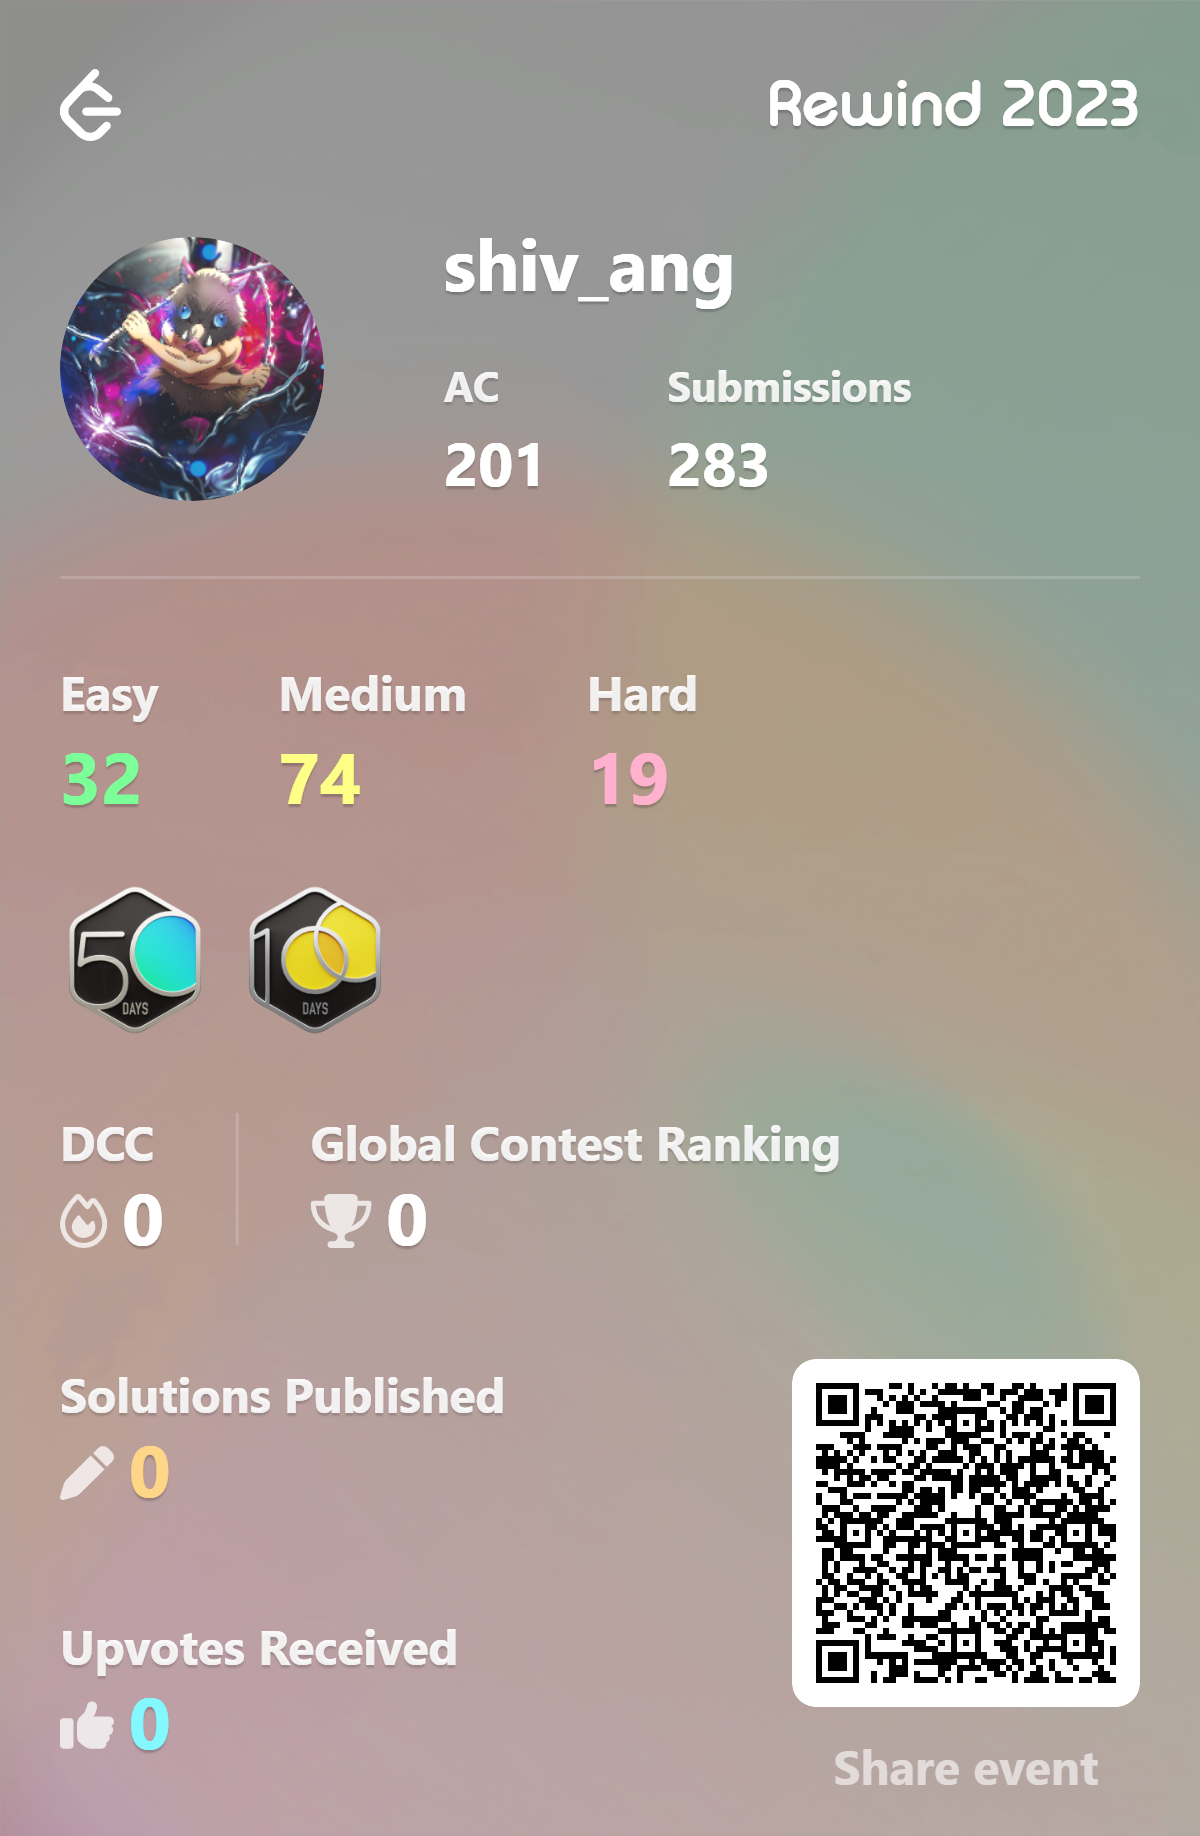 Rewind 2023
shiv_ang
AC Submissions
201 283
Easy Medium Hard
32 74 19
50 DAYS 100 DAYS
DCC Global Contest Ranking
0 0
Solutions Published
0
Upvotes Received
0
Share event